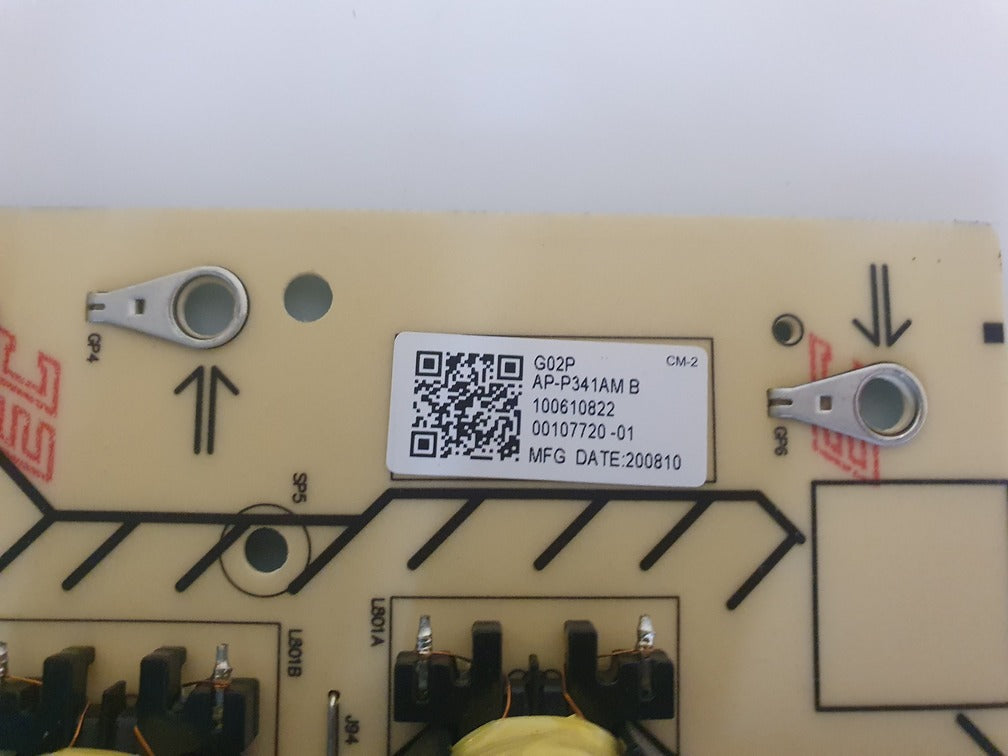 G02P
CM-2
AP-P341AM B
100610822
00107720 -01
MFG DATE:200810
GP4
GP6
SP5
L801B
L801A
J94